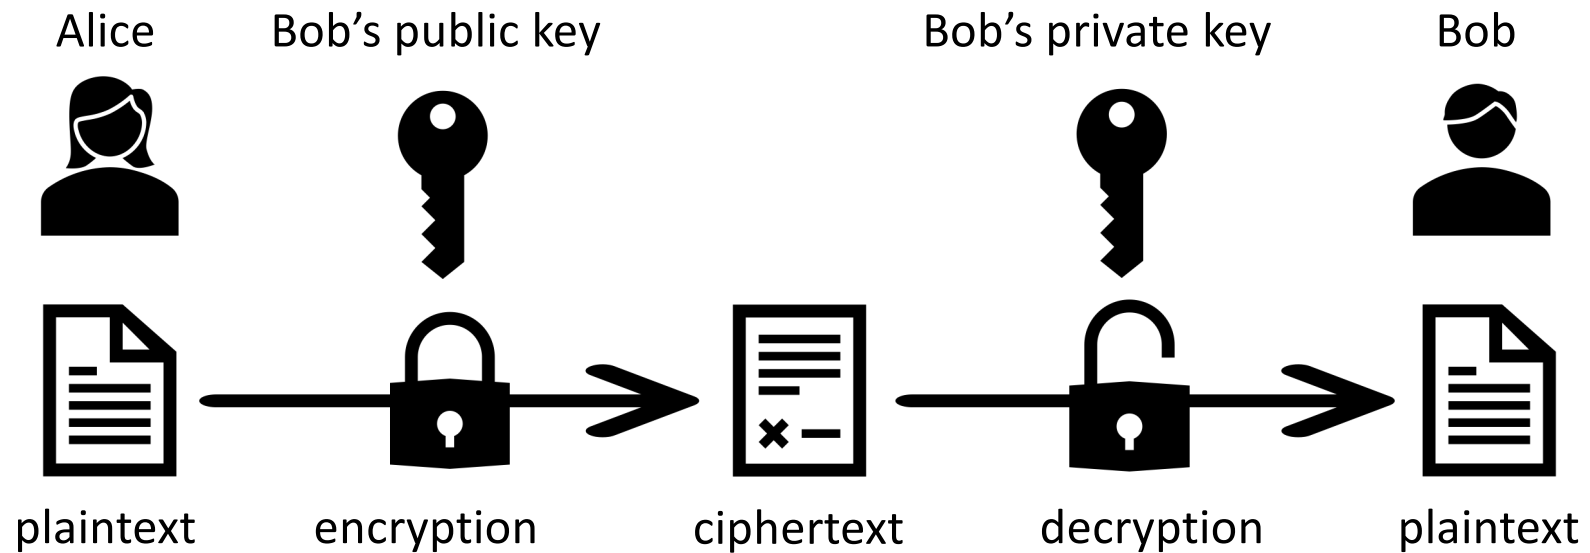 Alice
Bob’s public key
Bob’s private key
Bob
plaintext
encryption
ciphertext
decryption
plaintext